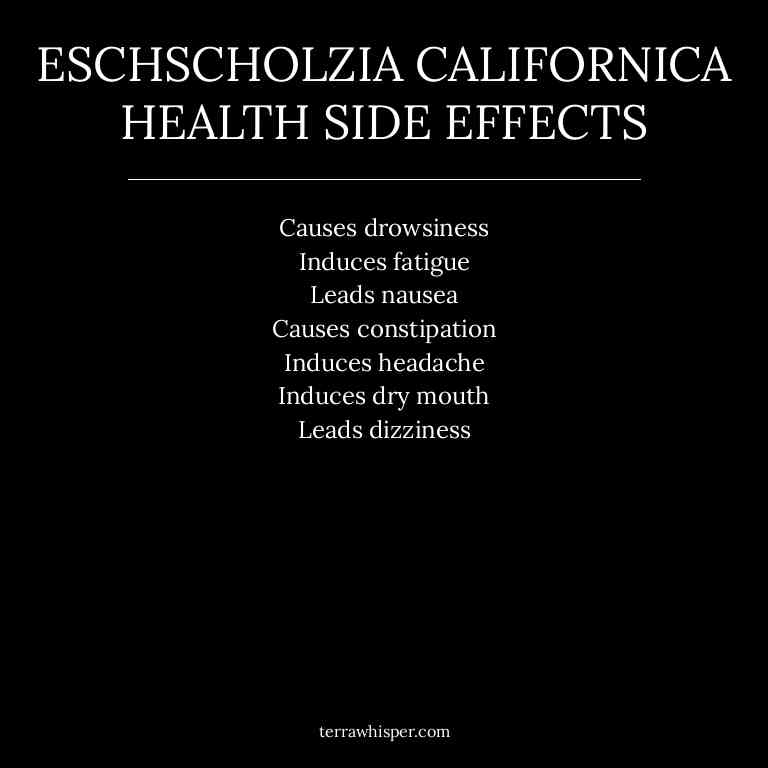 ESCHSCHOLZIA CALIFORNICA
HEALTH SIDE EFFECTS
Causes drowsiness
Induces fatigue
Leads nausea
Causes constipation
Induces headache
Induces dry mouth
Leads dizziness
terrawhisper.com